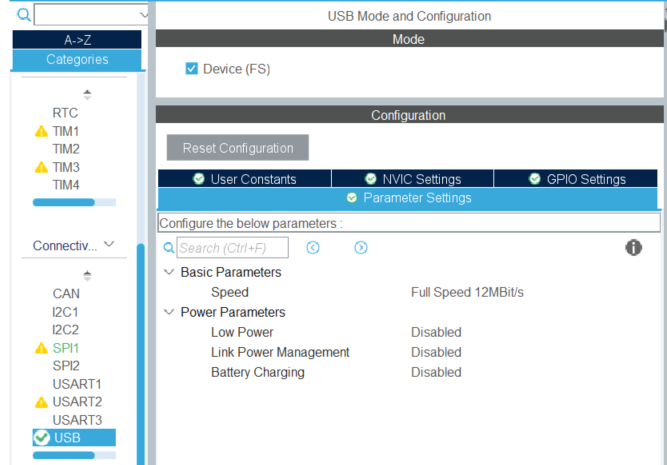 USB Mode and Configuration
Mode
A->Z
Categories
Device (FS)
RTC
TIM1
TIM2
TIM3
TIM4
Connectiv...
CAN
I2C1
I2C2
SPI1
SPI2
USART1
USART2
USART3
USB
Configuration
Reset Configuration
User Constants
NVIC Settings
GPIO Settings
Parameter Settings
Configure the below parameters :
Search (Ctrl+F)
Basic Parameters
Speed Full Speed 12MBit/s
Power Parameters
Low Power Disabled
Link Power Management Disabled
Battery Charging Disabled